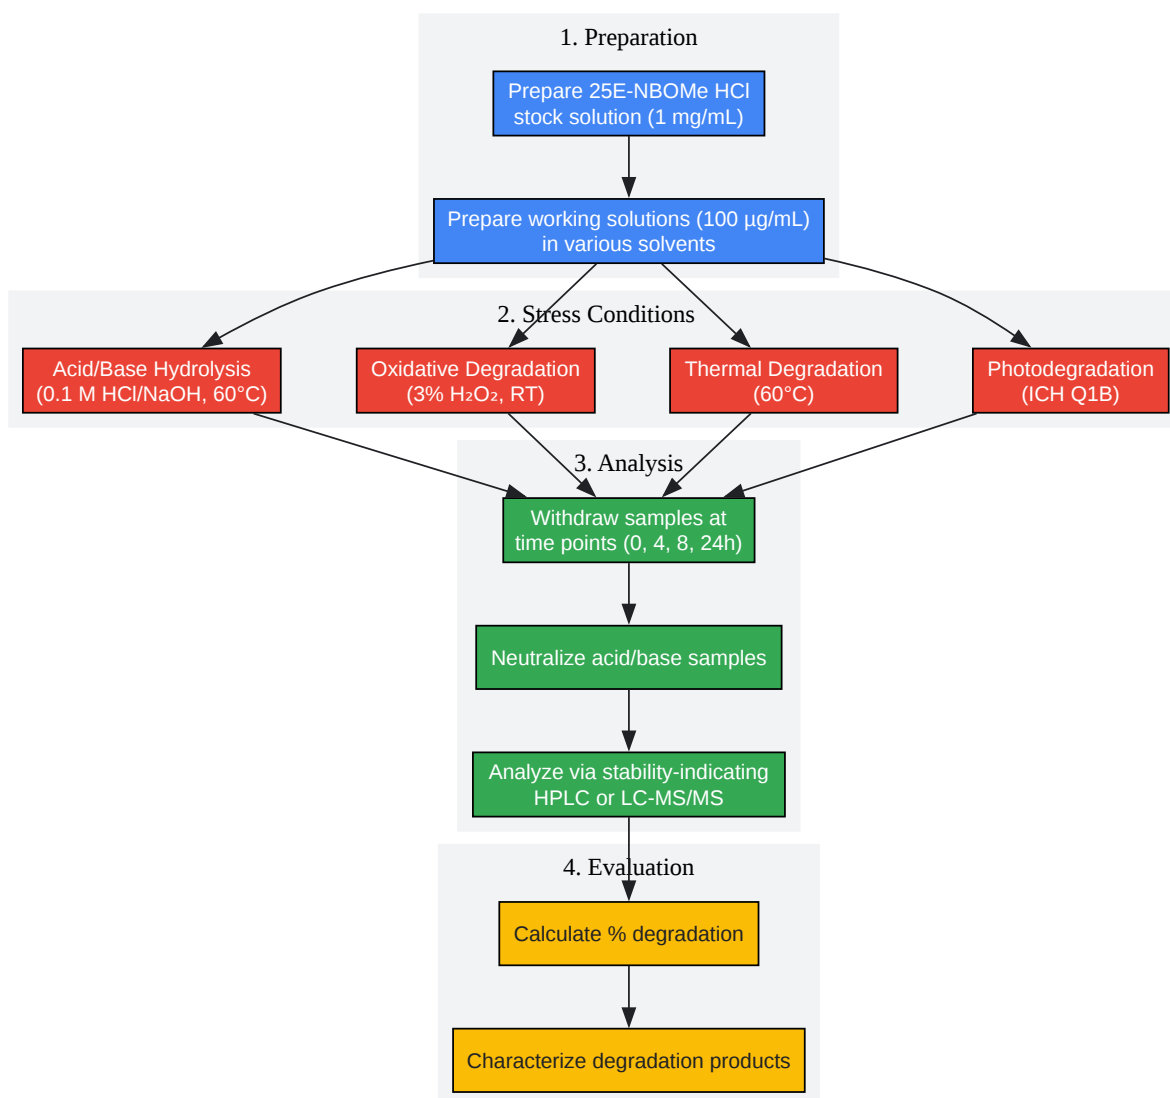 1. Preparation
Prepare 25E-NBOMe HCl
stock solution (1 mg/mL)
Prepare working solutions (100 µg/mL)
in various solvents
2. Stress Conditions
Acid/Base Hydrolysis
(0.1 M HCl/NaOH, 60°C)
Oxidative Degradation
(3% H₂O₂, RT)
Thermal Degradation
(60°C)
Photodegradation
(ICH Q1B)
3. Analysis
Withdraw samples at
time points (0, 4, 8, 24h)
Neutralize acid/base samples
Analyze via stability-indicating
HPLC or LC-MS/MS
4. Evaluation
Calculate % degradation
Characterize degradation products